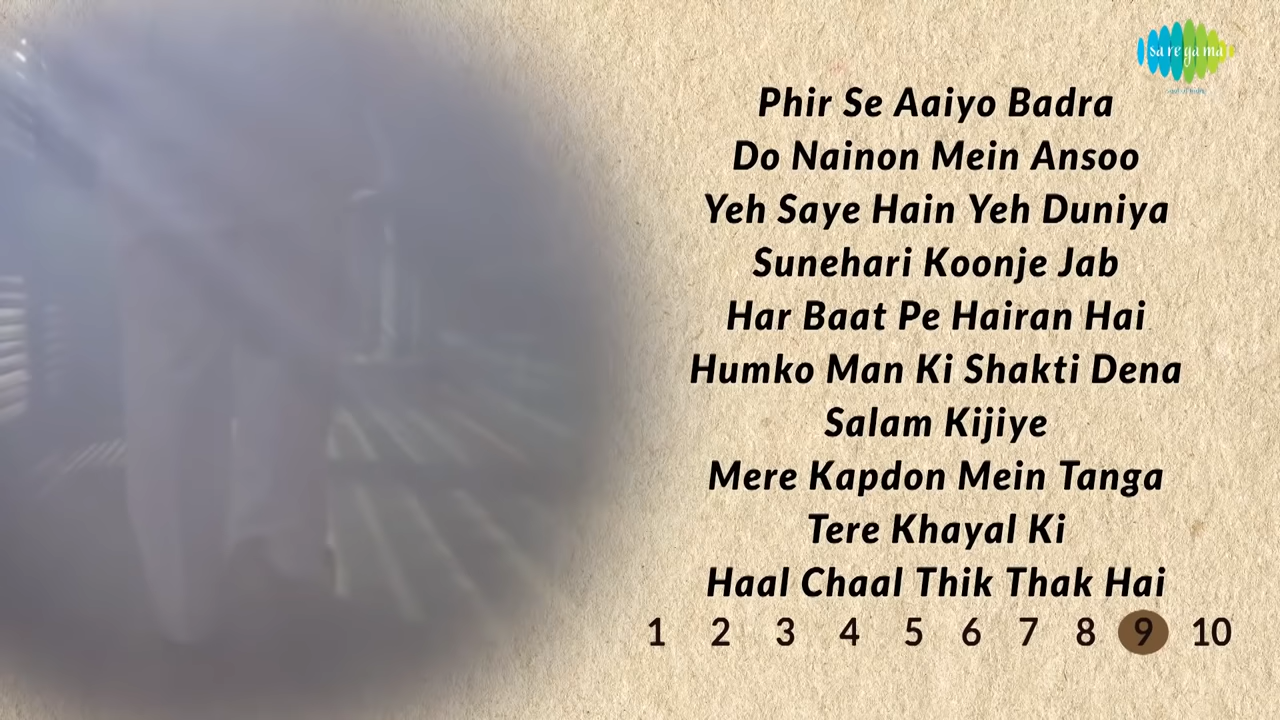 sa re ga ma
Phir Se Aaiyo Badra
Do Nainon Mein Ansoo
Yeh Saye Hain Yeh Duniya
Sunehari Koonje Jab
Har Baat Pe Hairan Hai
Humko Man Ki Shakti Dena
Salam Kijiye
Mere Kapdon Mein Tanga
Tere Khayal Ki
Haal Chaal Thik Thak Hai
1 2 3 4 5 6 7 8 9 10